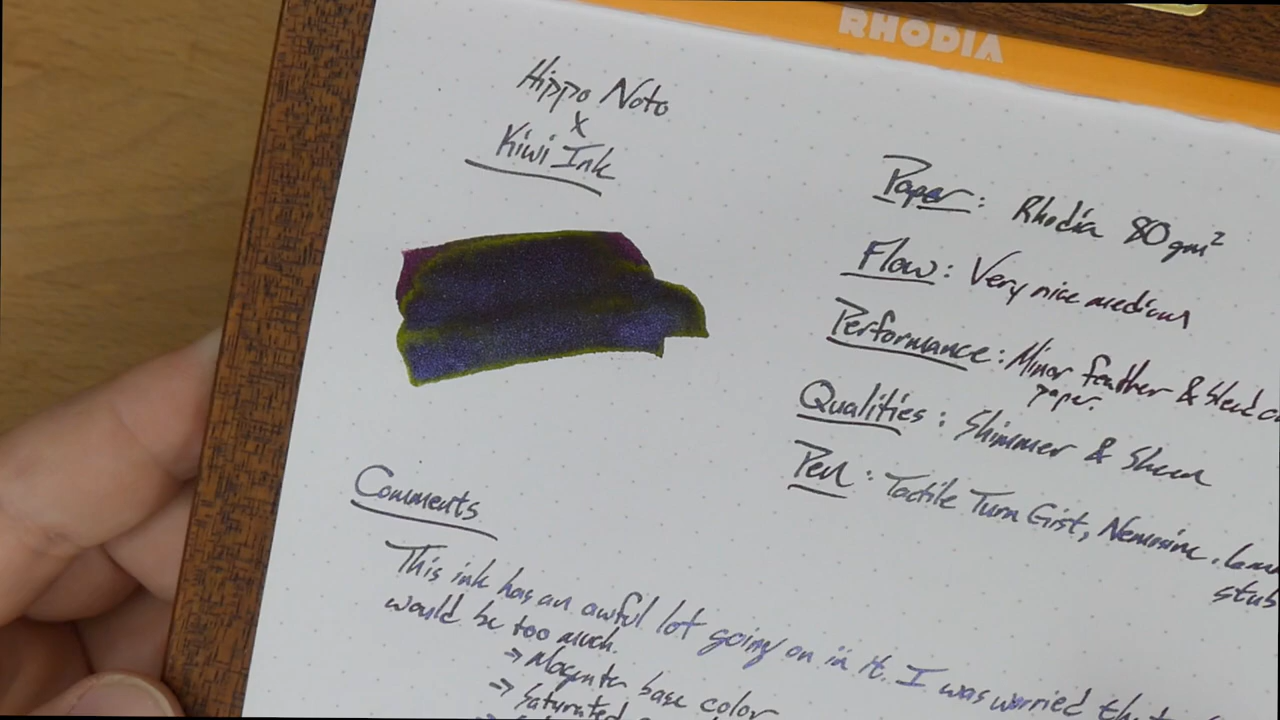 RHODIA
Hippo Noto
x
Kiwi Ink
Paper: Rhodia 80gm²
Flow: Very nice medium
Performance: Minor feather & bleed on
paper.
Qualities: Shimmer & Sheen
Pen: Tactile Turn Gist, Nemosine,
stub
Comments
This ink has an awful lot going on in it. I was worried
would be too much.
⇒ Magenta base color
⇒ Saturated